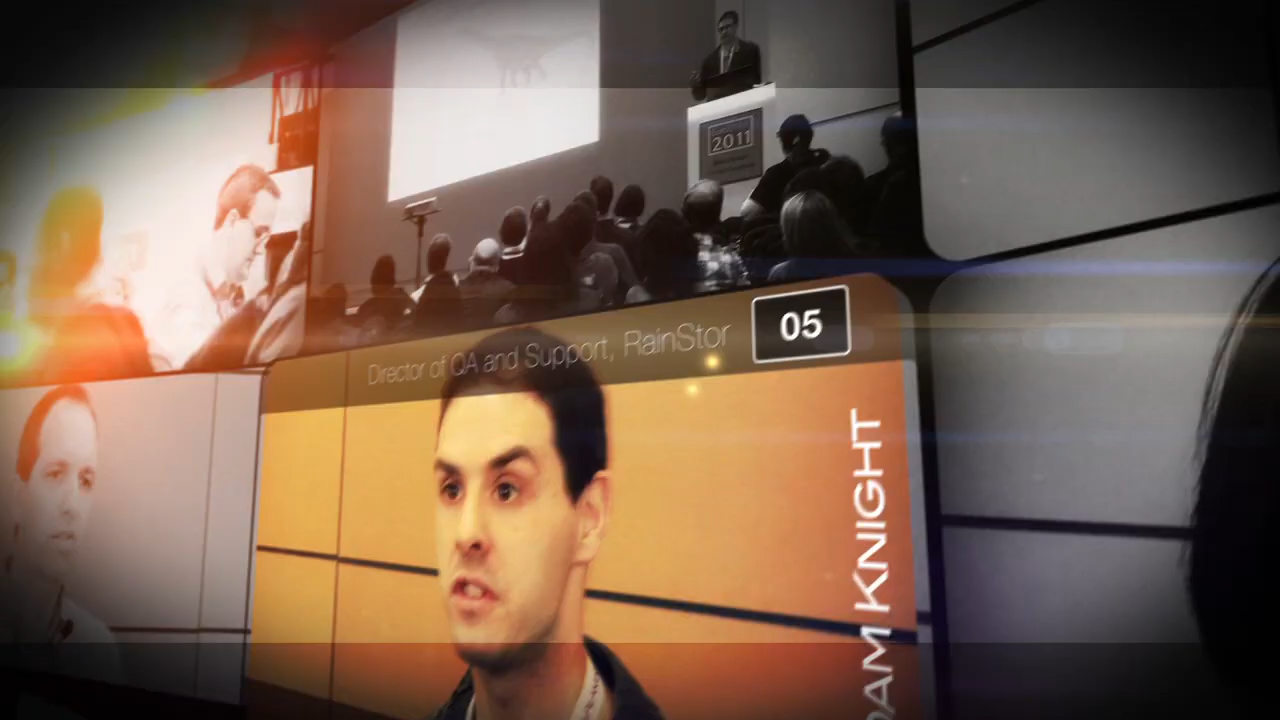 2011
Director of QA and Support, RainStor
05
DAM KNIGHT